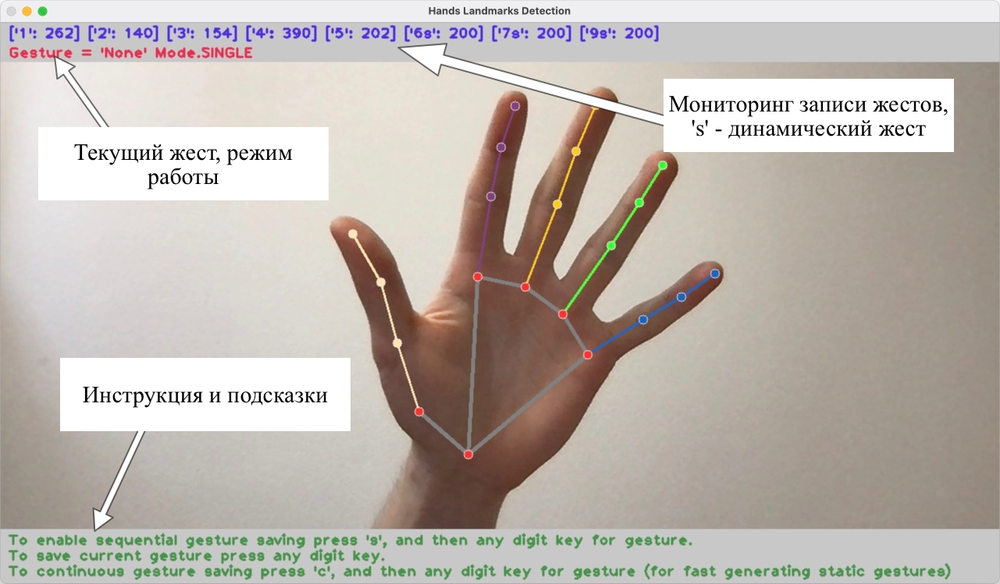 Hands Landmarks Detection
['1': 262] ['2': 140] ['3': 154] ['4': 390] ['5': 202] ['6s': 200] ['7s': 200] ['9s': 200]
Gesture = 'None' Mode.SINGLE
Мониторинг записи жестов,
's' - динамический жест
Текущий жест, режим
работы
Инструкция и подсказки
To enable sequential gesture saving press 's', and then any digit key for gesture.
To save current gesture press any digit key.
To continuous gesture saving press 'c', and then any digit key for gesture (for fast generating static gestures)